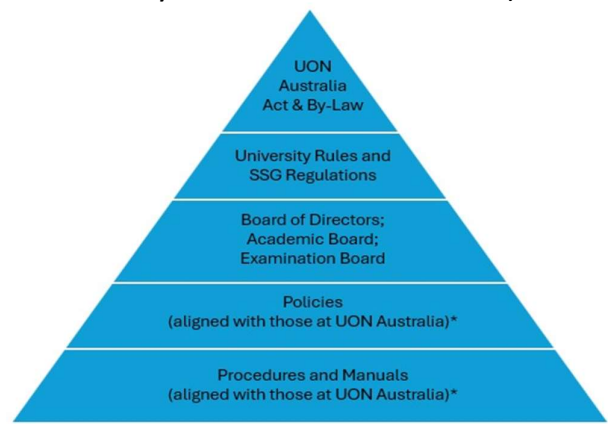 UON
Australia
Act & By-Law
University Rules and
SSG Regulations
Board of Directors;
Academic Board;
Examination Board
Policies
(aligned with those at UON Australia)*
Procedures and Manuals
(aligned with those at UON Australia)*